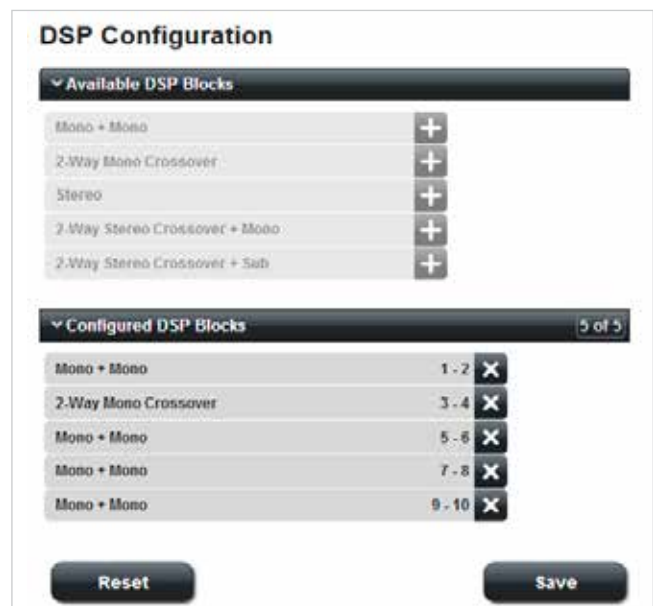 DSP Configuration
Available DSP Blocks
Mono + Mono
2-Way Mono Crossover
Stereo
2-Way Stereo Crossover + Mono
2-Way Stereo Crossover + Sub
Configured DSP Blocks 5 of 5
Mono + Mono 1 - 2
2-Way Mono Crossover 3 - 4
Mono + Mono 5 - 6
Mono + Mono 7 - 8
Mono + Mono 9 - 10
Reset Save